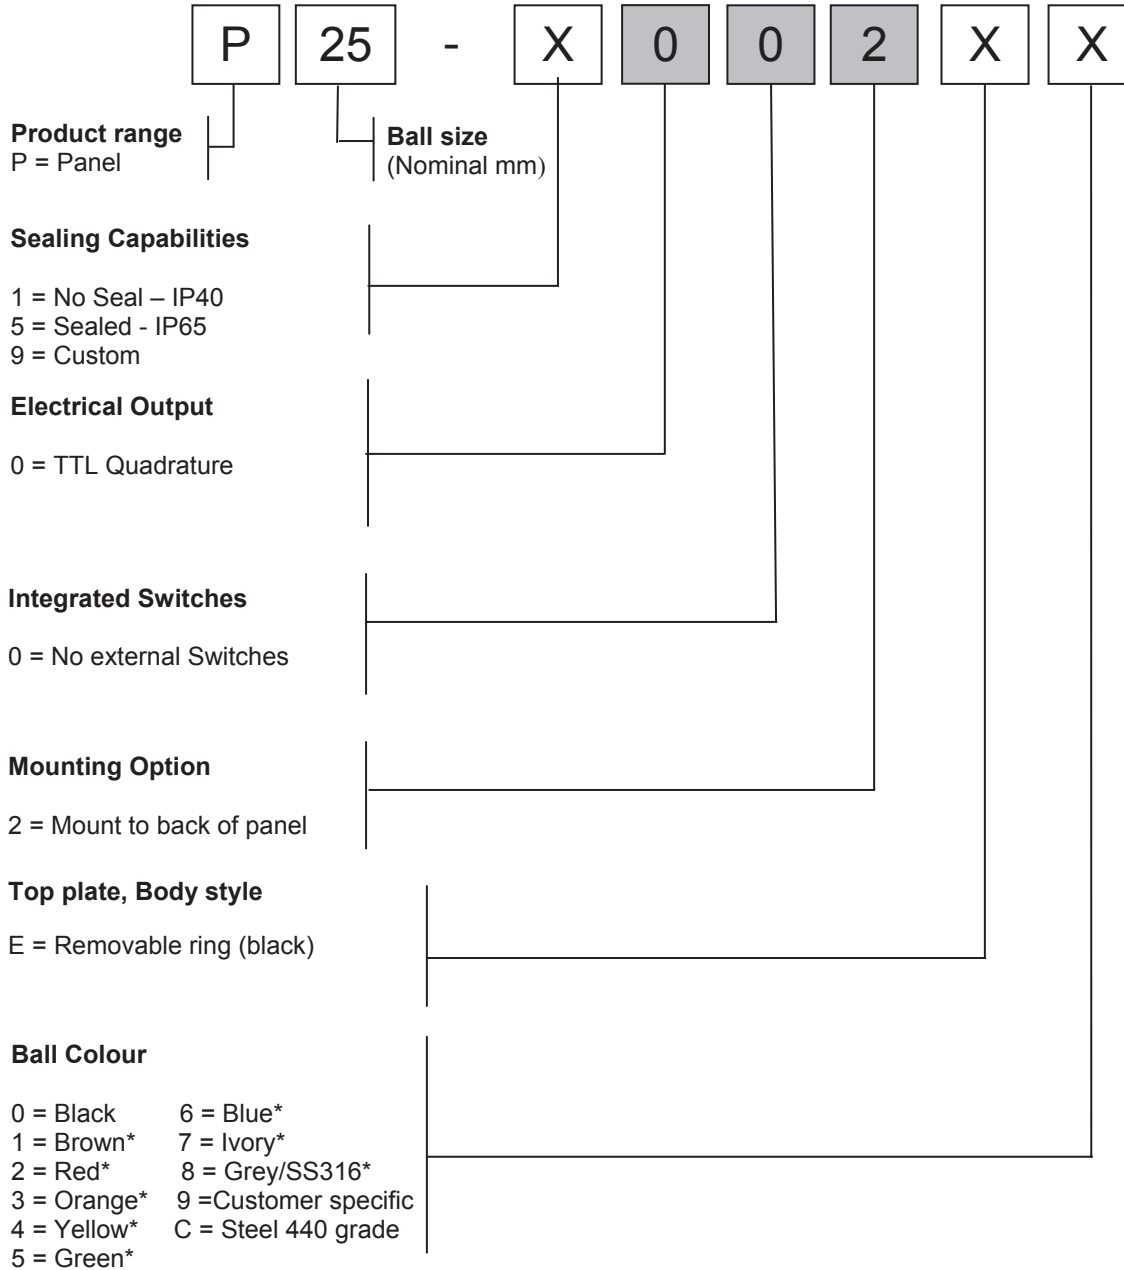 P 25 - X 0 0 2 X X
Product range
P = Panel
Ball size
(Nominal mm)
Sealing Capabilities
1 = No Seal – IP40
5 = Sealed - IP65
9 = Custom
Electrical Output
0 = TTL Quadrature
Integrated Switches
0 = No external Switches
Mounting Option
2 = Mount to back of panel
Top plate, Body style
E = Removable ring (black)
Ball Colour
0 = Black 6 = Blue*
1 = Brown* 7 = Ivory*
2 = Red* 8 = Grey/SS316*
3 = Orange* 9 =Customer specific
4 = Yellow* C = Steel 440 grade
5 = Green*